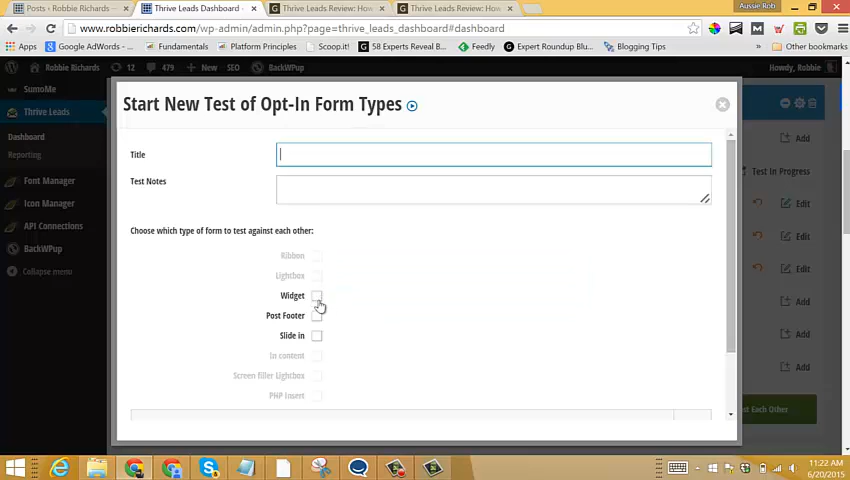 Aussie Rob
Posts ‹ Robbie Richards —
Thrive Leads Dashboard ‹
Thrive Leads Review: How
Thrive Leads Review: How
www.robbierichards.com/wp-admin/admin.php?page=thrive_leads_dashboard#dashboard
Apps
Bookmarks
Google AdWords -
Fundamentals
Platform Principles
Scoop.it!
58 Experts Reveal B...
Feedly
Expert Roundup Blu...
Blogging Tips
Other bookmarks
Robbie Richards
12
479
New
SEO
BackWPup
Howdy, Robbie
SumoMe
Thrive Leads
Dashboard
Reporting
Font Manager
Icon Manager
API Connections
BackWPup
Collapse menu
Start New Test of Opt-In Form Types
Title
Test Notes
Choose which type of form to test against each other:
Ribbon
Lightbox
Widget
Post Footer
Slide in
In content
Screen filler Lightbox
PHP Insert
Add
Test In Progress
Edit
Edit
Edit
Add
Add
Add
Each Other
11:22 AM
6/20/2015